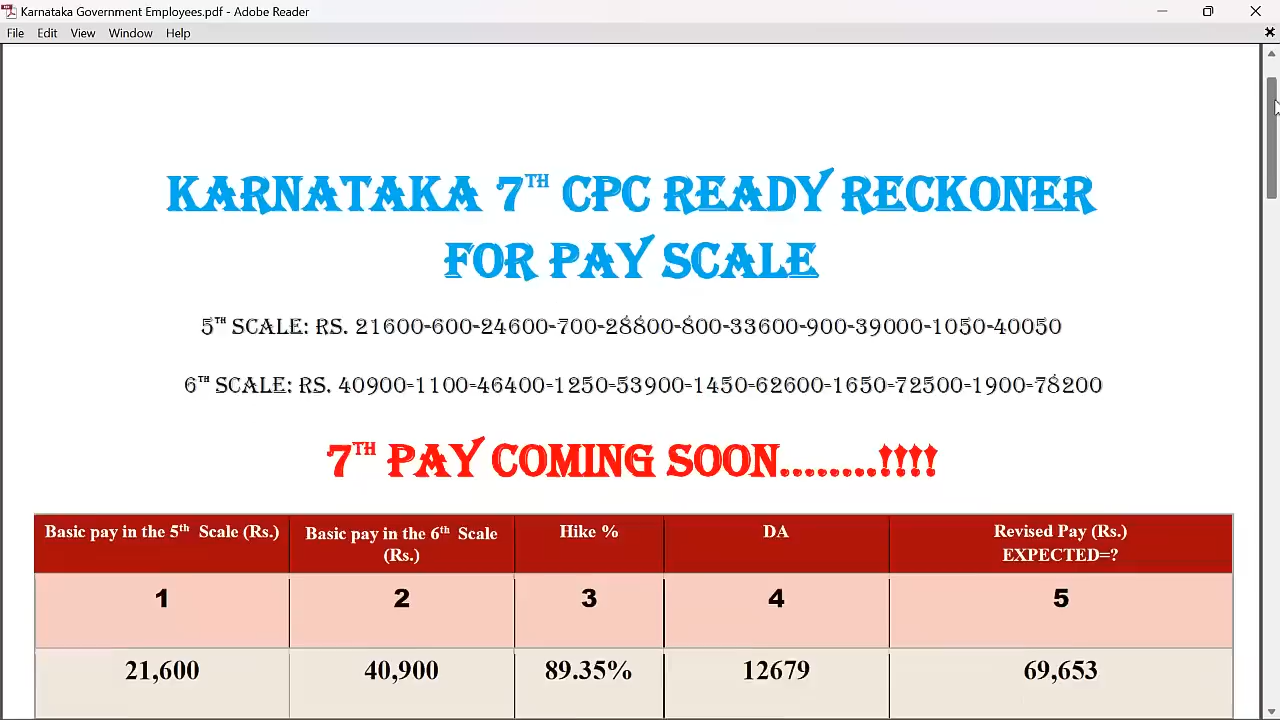 Karnataka Government Employees.pdf - Adobe Reader
File Edit View Window Help
KARNATAKA 7TH CPC READY RECKONER
FOR PAY SCALE
5TH SCALE: RS. 21600-600-24600-700-28800-800-33600-900-39000-1050-40050
6TH SCALE: RS. 40900-1100-46400-1250-53900-1450-62600-1650-72500-1900-78200
7TH PAY COMING SOON........!!!!
Basic pay in the 5th Scale (Rs.) Basic pay in the 6th Scale (Rs.) Hike % DA Revised Pay (Rs.) EXPECTED=?
1 2 3 4 5
21,600 40,900 89.35% 12679 69,653